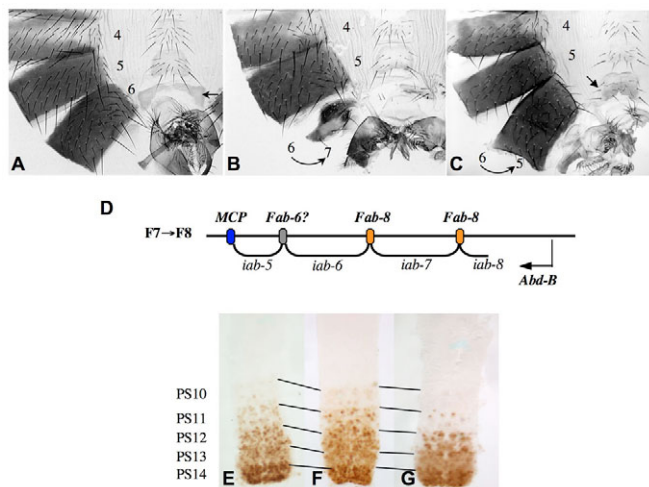 4
5
6
A
4
5
6
7
B
4
5
6
5
C
D
F7→F8
MCP Fab-6? Fab-8 Fab-8
iab-5 iab-6 iab-7 iab-8
Abd-B
PS10
PS11
PS12
PS13
PS14
E F G